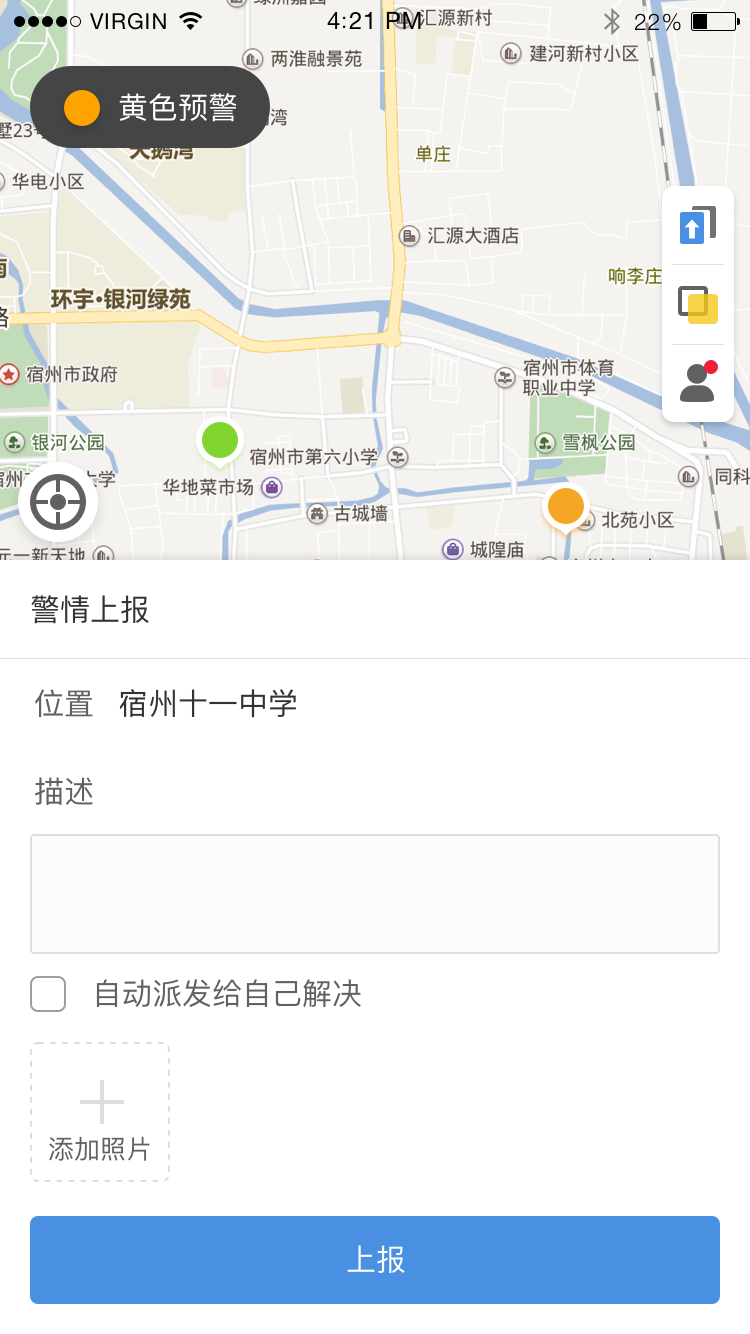 VIRGIN 4:21 PM 22%
汇源新村
两淮融景苑
建河新村小区
黄色预警
湾
墅23
天鹅湾
单庄
华电小区
汇源大酒店
响李庄
环宇·银河绿苑
宿州市政府
宿州市体育
职业中学
银河公园
雪枫公园
宿州市第六小学
同科
华地菜市场
古城墙
北苑小区
城隍庙
元一新天地
警情上报
位置 宿州十一中学
描述
自动派发给自己解决
添加照片
上报